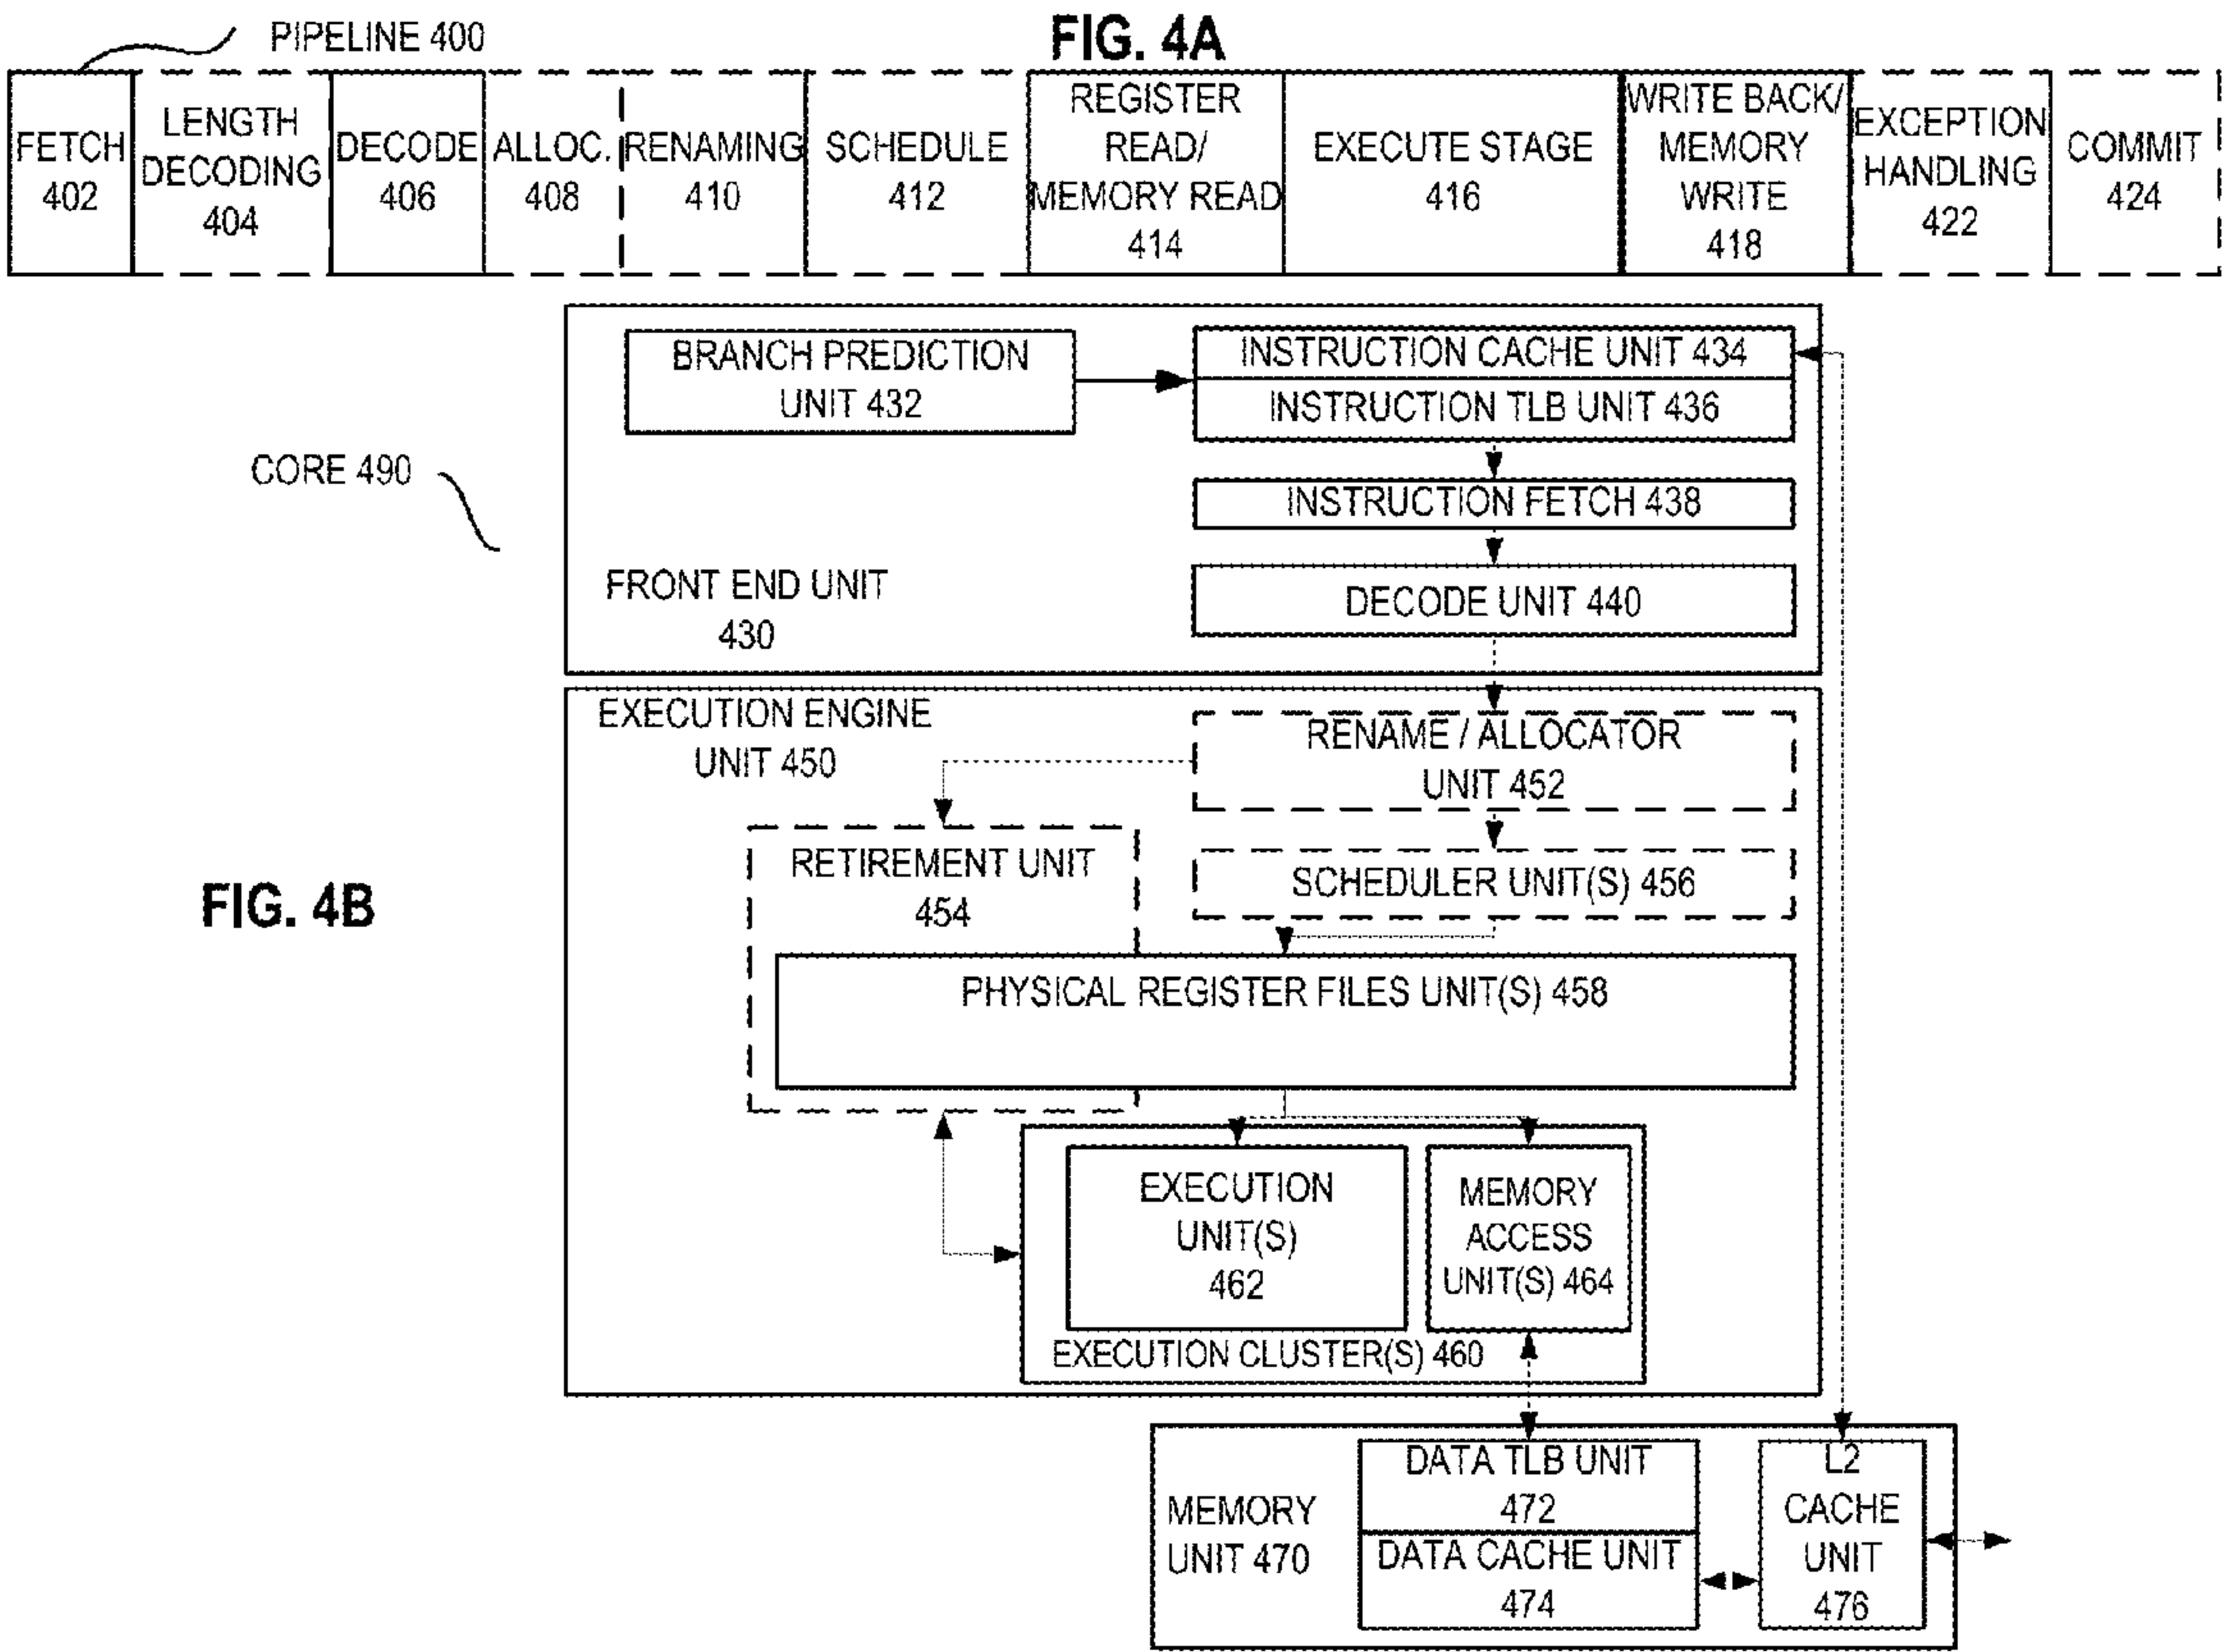 PIPELINE 400
FIG. 4A
FETCH
402
LENGTH
DECODING
404
DECODE
406
ALLOC.
408
RENAMING
410
SCHEDULE
412
REGISTER
READ/
MEMORY READ
414
EXECUTE STAGE
416
WRITE BACK/
MEMORY
WRITE
418
EXCEPTION
HANDLING
422
COMMIT
424
BRANCH PREDICTION
UNIT 432
INSTRUCTION CACHE UNIT 434
INSTRUCTION TLB UNIT 436
CORE 490
INSTRUCTION FETCH 438
FRONT END UNIT
430
DECODE UNIT 440
EXECUTION ENGINE
UNIT 450
RENAME / ALLOCATOR
UNIT 452
FIG. 4B
RETIREMENT UNIT
454
SCHEDULER UNIT(S) 456
PHYSICAL REGISTER FILES UNIT(S) 458
EXECUTION
UNIT(S)
462
MEMORY
ACCESS
UNIT(S) 464
EXECUTION CLUSTER(S) 460
MEMORY
UNIT 470
DATA TLB UNIT
472
DATA CACHE UNIT
474
L2
CACHE
UNIT
476